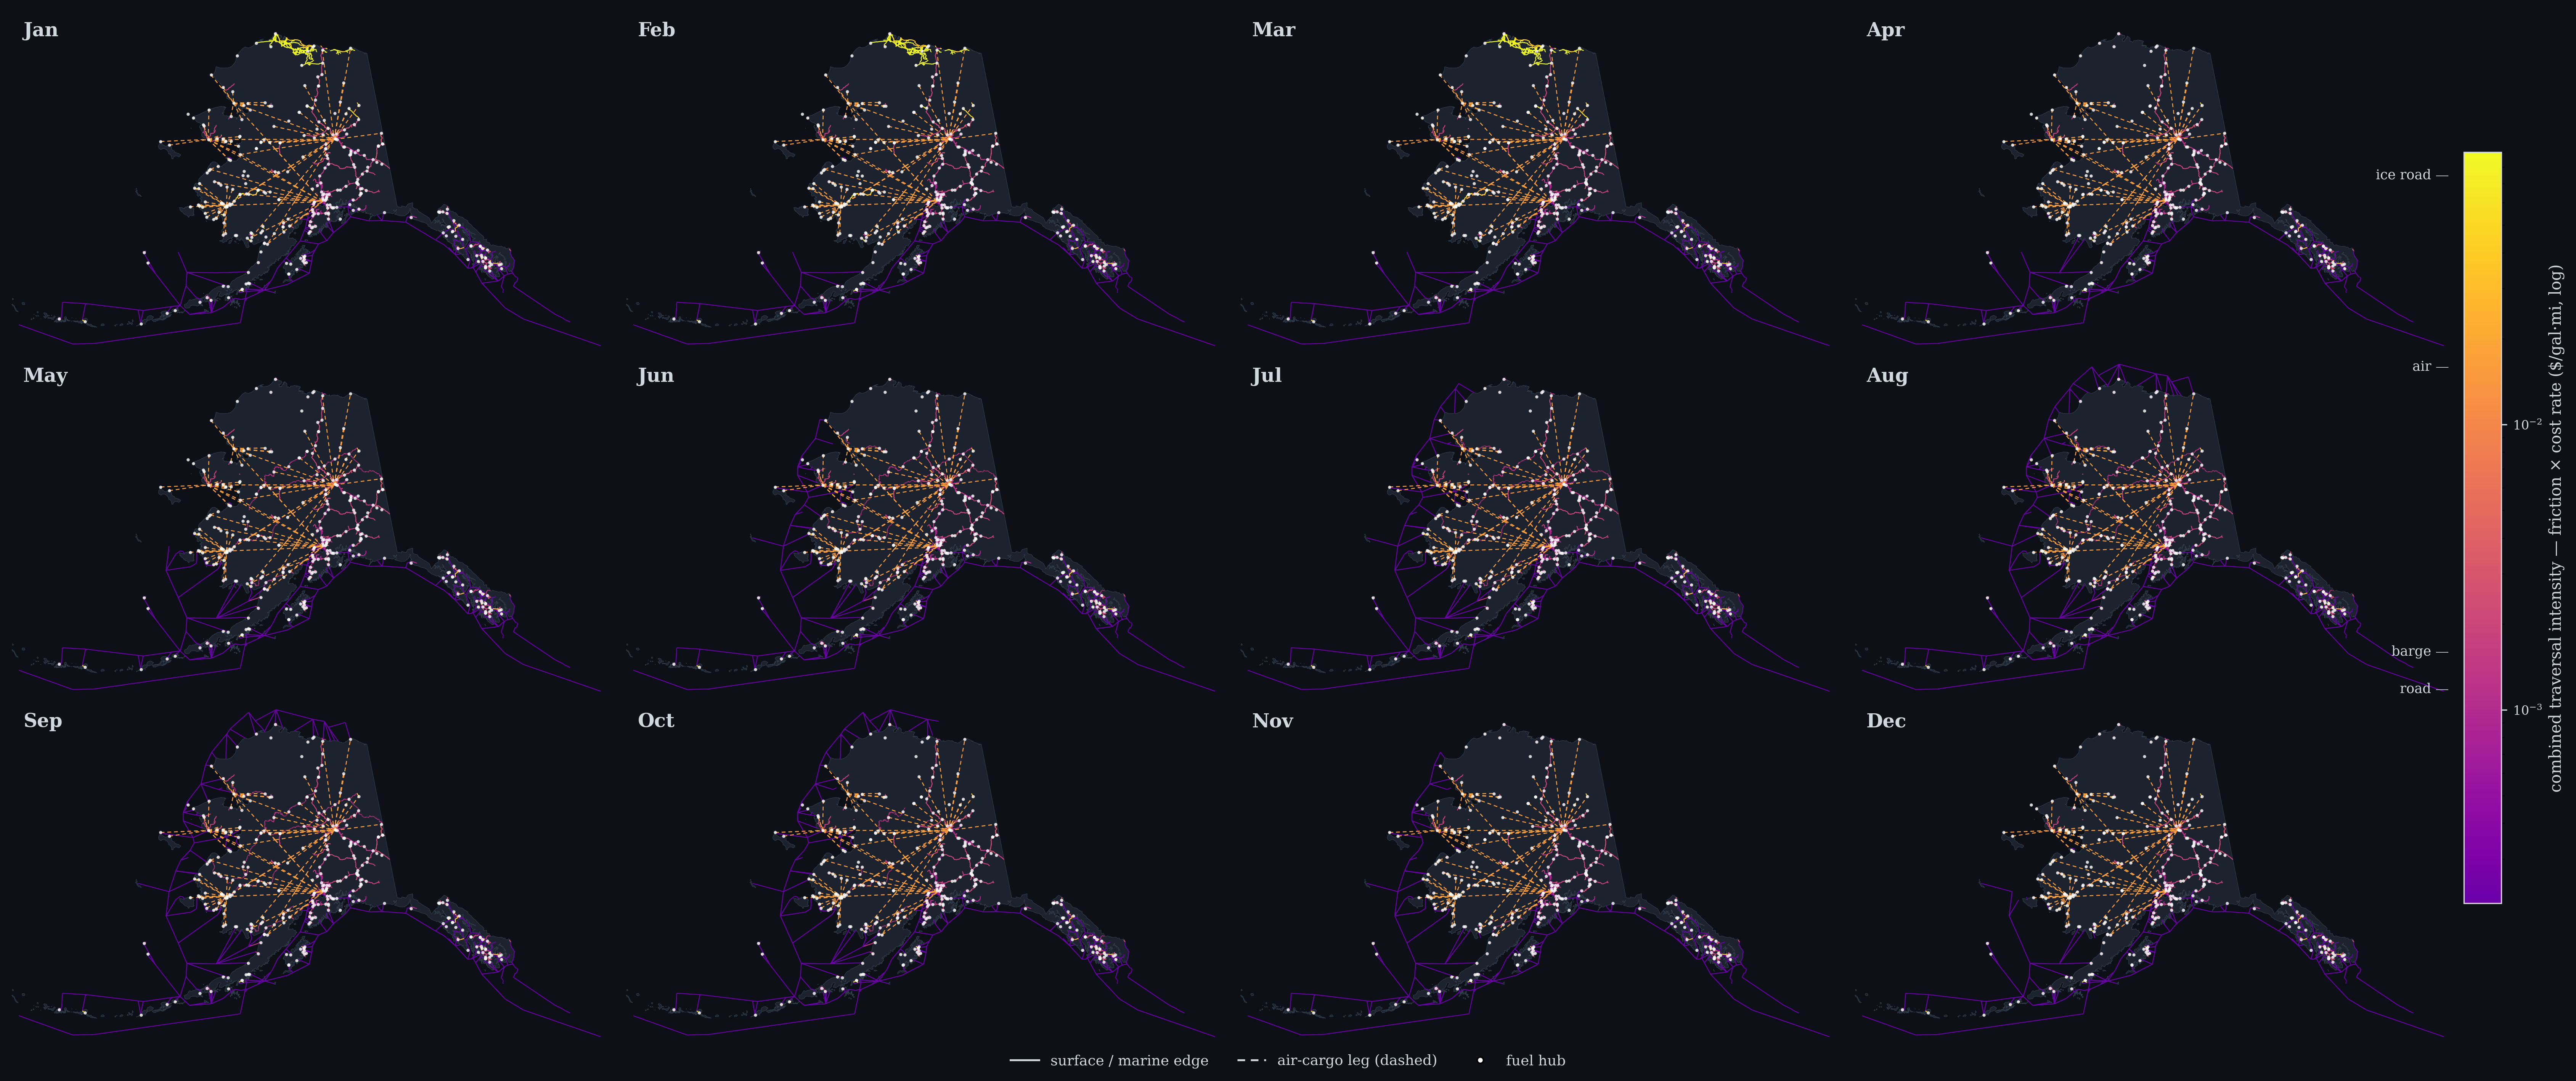 Jan
Feb
Mar
Apr
May
Jun
Jul
Aug
Sep
Oct
Nov
Dec
ice road —
air —
barge —
road —
10⁻²
10⁻³
combined traversal intensity — friction × cost rate ($/gal·mi, log)
surface / marine edge
air-cargo leg (dashed)
fuel hub